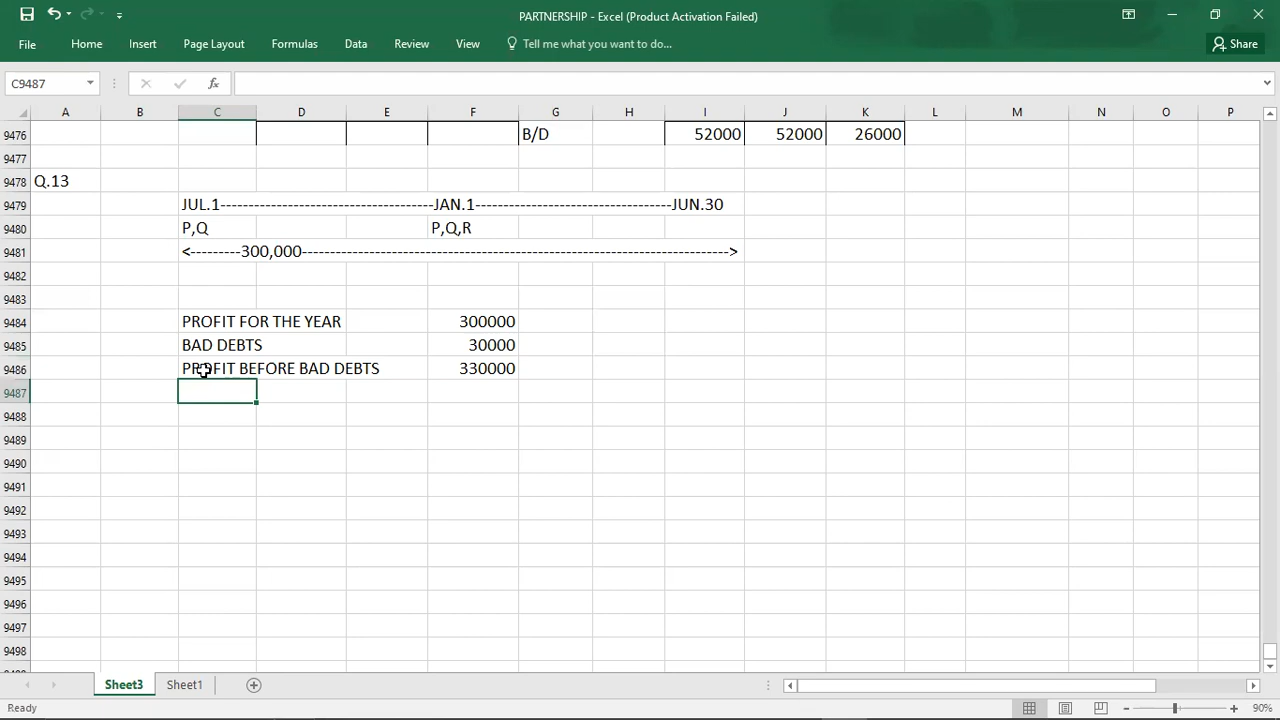 PARTNERSHIP - Excel (Product Activation Failed)
File Home Insert Page Layout Formulas Data Review View Tell me what you want to do... Share
C9487
A B C D E F G H I J K L M N O P
9476 B/D 52000 52000 26000
9477
9478 Q.13
9479 JUL.1-------------------------------------JAN.1----------------------------------JUN.30
9480 P,Q P,Q,R
9481 <---------300,000------------------------------------------------------------------------------->
9482
9483
9484 PROFIT FOR THE YEAR 300000
9485 BAD DEBTS 30000
9486 PROFIT BEFORE BAD DEBTS 330000
9487
9488
9489
9490
9491
9492
9493
9494
9495
9496
9497
9498
Sheet3 Sheet1
Ready 90%